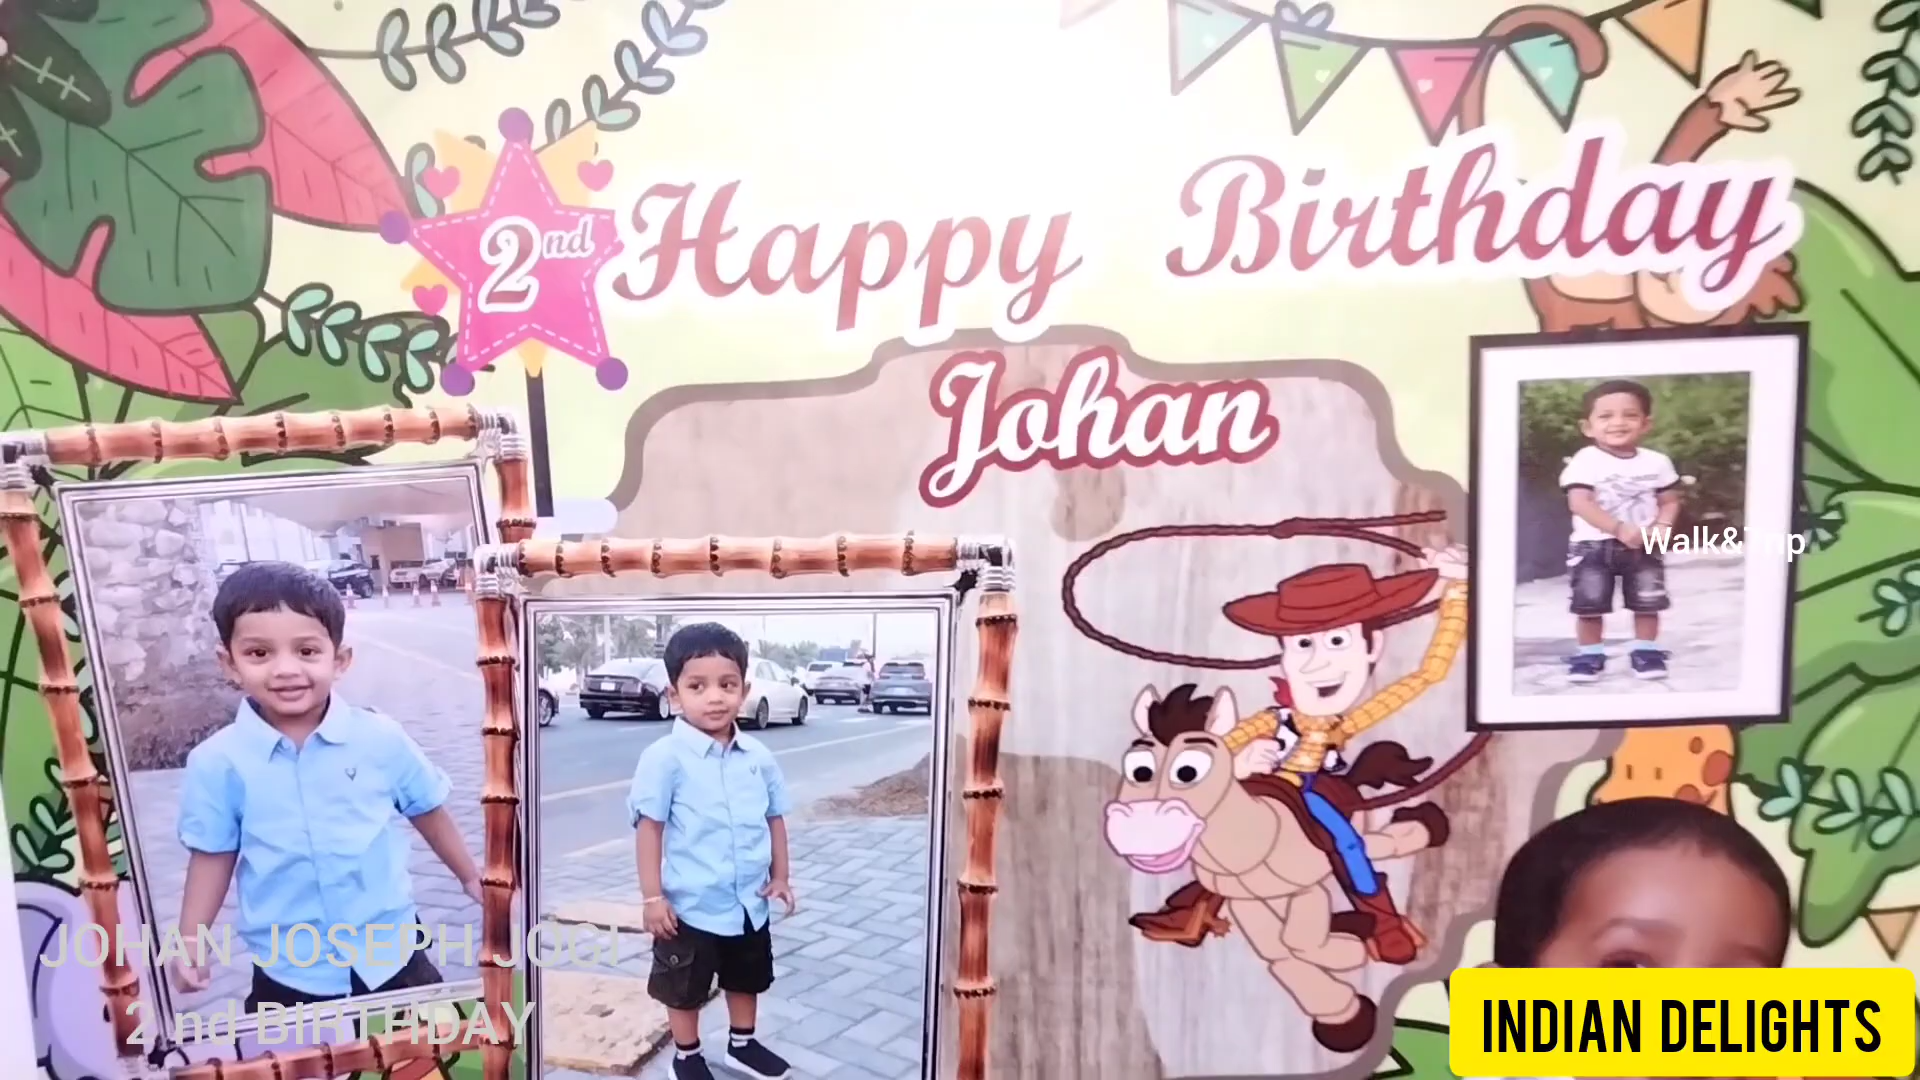 2nd
Happy Birthday
Johan
Walk&Trip
JOHAN JOSEPH JOGI
2 nd BIRTHDAY
INDIAN DELIGHTS